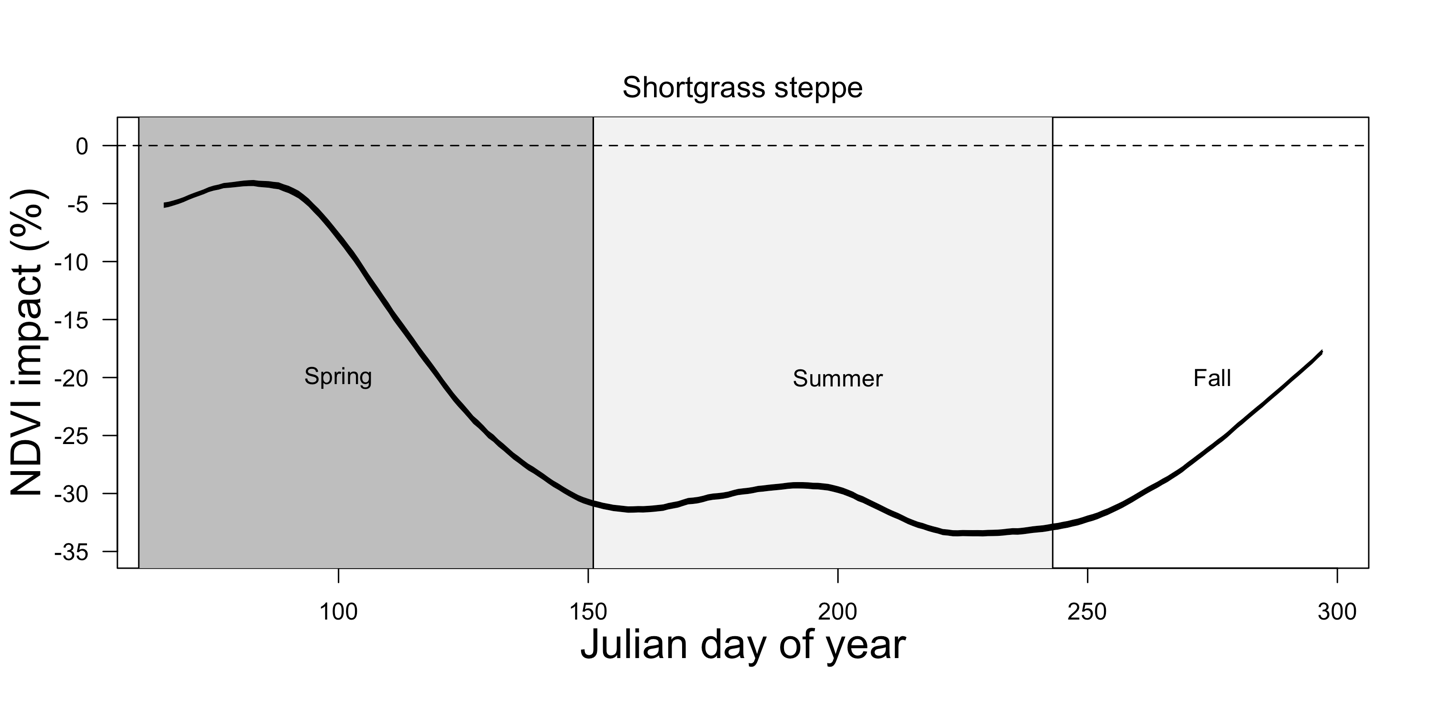 Shortgrass steppe
NDVI impact (%)
0
-5
-10
-15
-20
-25
-30
-35
Spring
Summer
Fall
100 150 200 250 300
Julian day of year